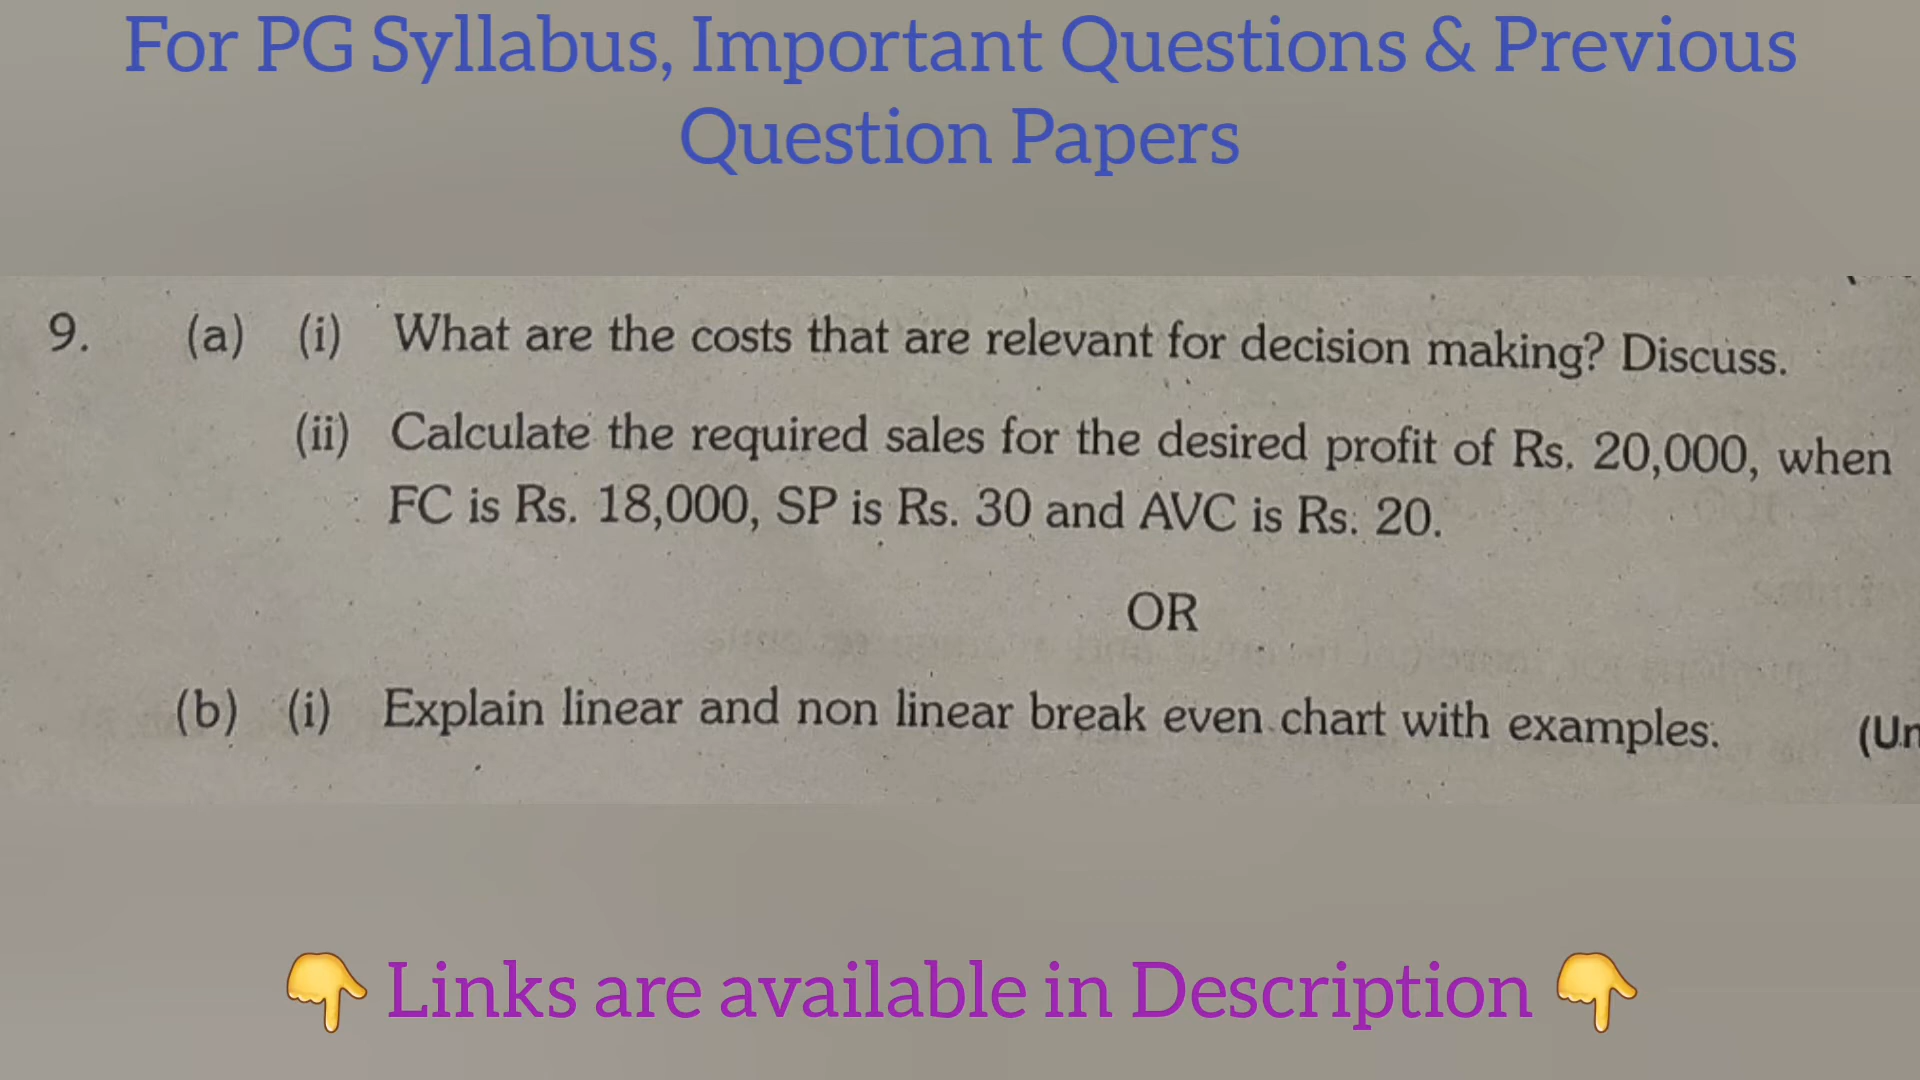 For PG Syllabus, Important Questions & Previous
Question Papers
9. (a) (i) What are the costs that are relevant for decision making? Discuss.
(ii) Calculate the required sales for the desired profit of Rs. 20,000, when
FC is Rs. 18,000, SP is Rs. 30 and AVC is Rs. 20.
OR
(b) (i) Explain linear and non linear break even chart with examples. (Un
👇 Links are available in Description 👇